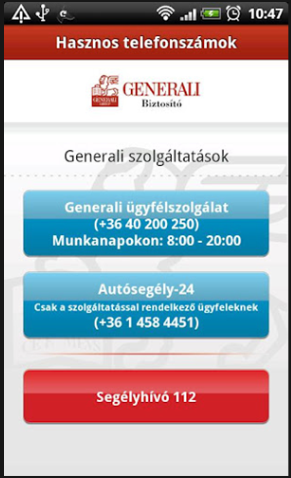 10:47
Hasznos telefonszámok
GENERALI
Biztosító
Generali szolgáltatások
Generali ügyfélszolgálat
(+36 40 200 250)
Munkanapokon: 8:00 - 20:00
Autósegély-24
Csak a szolgáltatással rendelkező ügyfeleknek
(+36 1 458 4451)
Segélyhívó 112